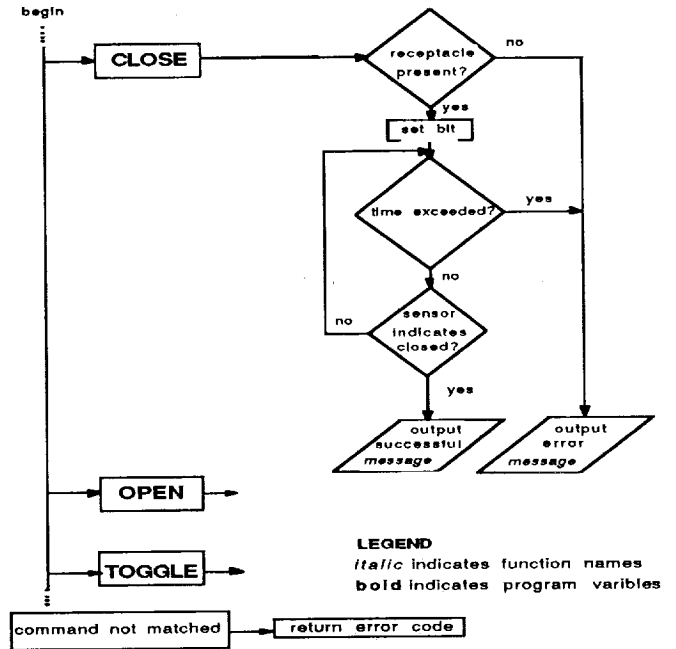 begin
CLOSE
receptacle
present?
no
yes
set bit
time exceeded?
yes
no
sensor
indicates
closed?
no
yes
output
successful
message
output
error
message
OPEN
TOGGLE
LEGEND
italic indicates function names
bold indicates program varibles
command not matched
return error code